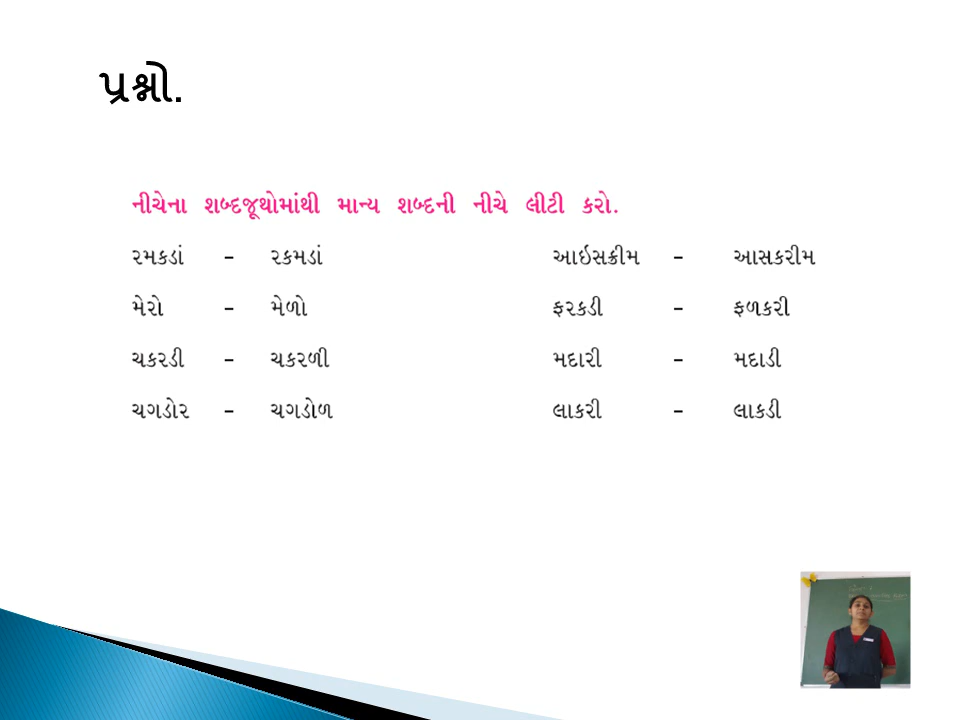 પ્રશ્નો.
નીચેના શબ્દજૂથોમાંથી માન્ય શબ્દની નીચે લીટી કરો.
રમકડાં – રકમડાં આઇસક્રીમ – આસકરીમ
મેરો – મેળો ફરકડી – ફળકરી
ચકરડી – ચકરળી મદારી – મદાડી
ચગડોર – ચગડોળ લાકરી – લાકડી